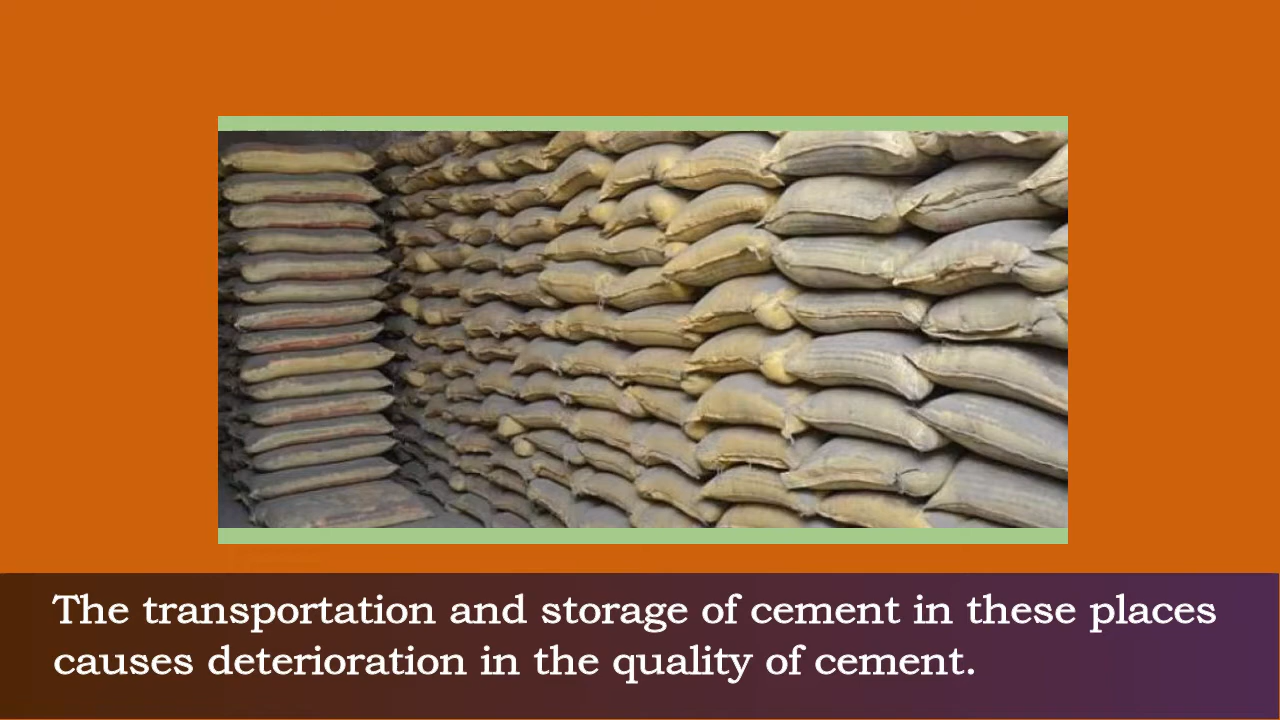 The transportation and storage of cement in these places
causes deterioration in the quality of cement.